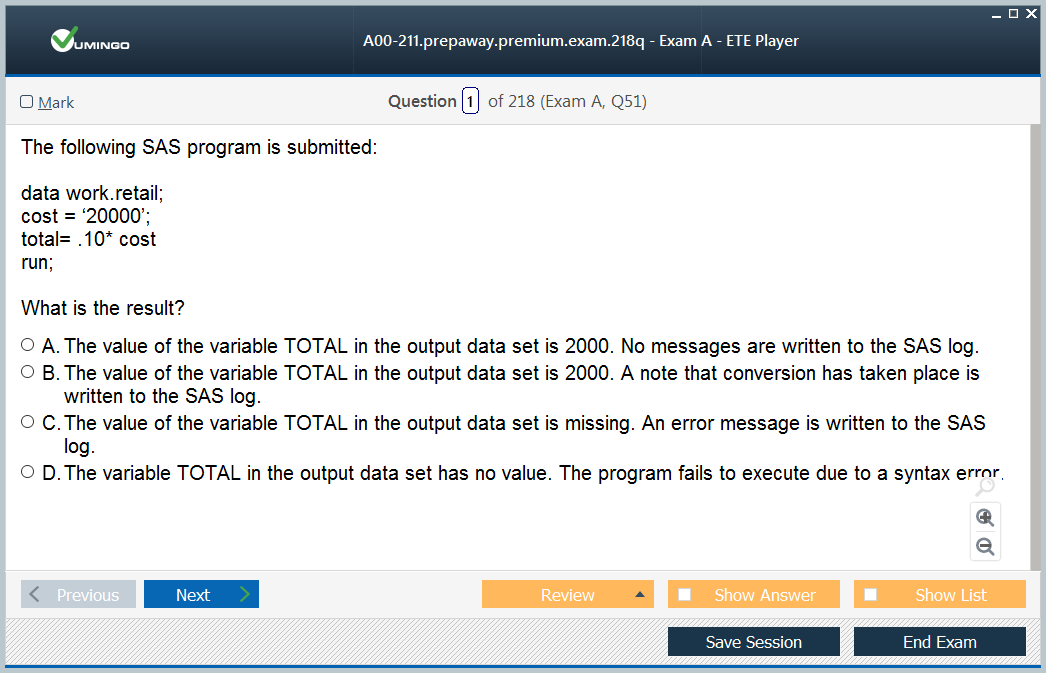 VUMINGO
A00-211.prepaway.premium.exam.218q - Exam A - ETE Player
Mark
Question 1 of 218 (Exam A, Q51)
The following SAS program is submitted:
data work.retail;
cost = ‘20000’;
total= .10* cost
run;
What is the result?
A. The value of the variable TOTAL in the output data set is 2000. No messages are written to the SAS log.
B. The value of the variable TOTAL in the output data set is 2000. A note that conversion has taken place is
written to the SAS log.
C. The value of the variable TOTAL in the output data set is missing. An error message is written to the SAS
log.
D. The variable TOTAL in the output data set has no value. The program fails to execute due to a syntax error.
Previous Next Review Show Answer Show List
Save Session End Exam